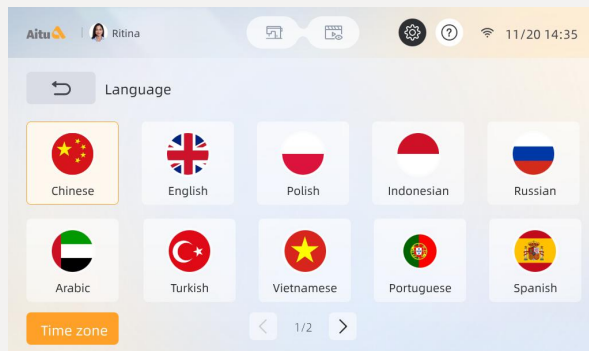 Aitu Ritina 11/20 14:35
Language
Chinese English Polish Indonesian Russian
Arabic Turkish Vietnamese Portuguese Spanish
Time zone 1/2